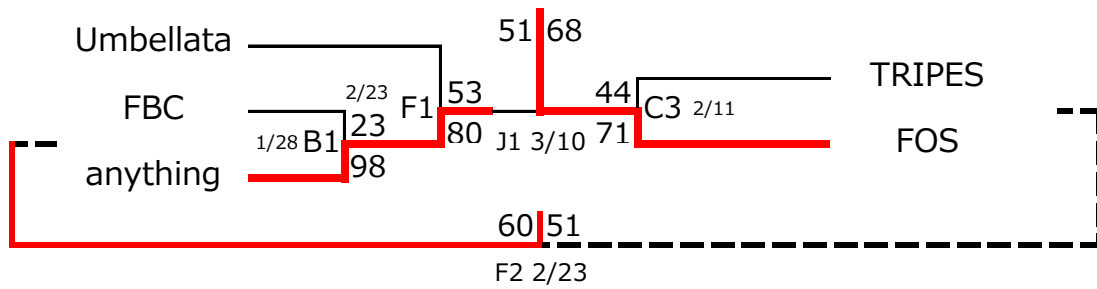 51 68
Umbellata
TRIPES
2/23 F1 53 44 C3 2/11
FBC
23 80 J1 3/10 71
1/28 B1 FOS
98
anything
60 51
F2 2/23